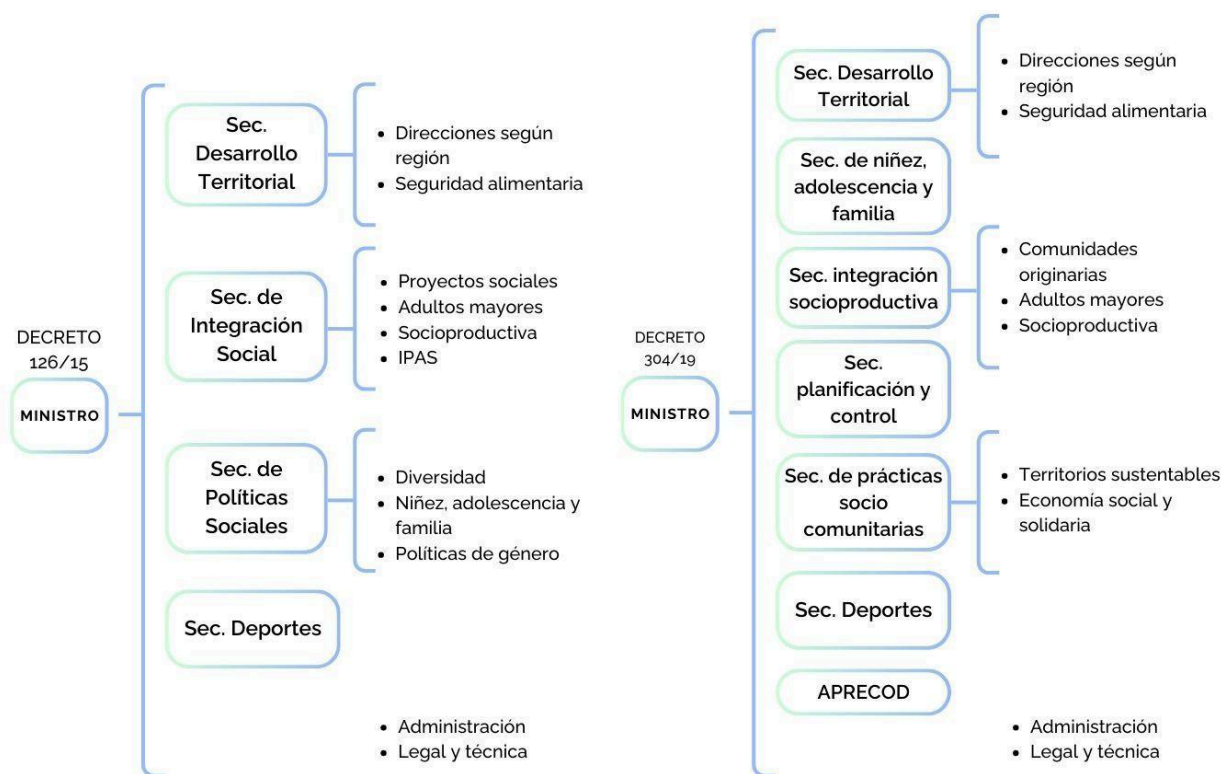 DECRETO
126/15
MINISTRO
Sec.
Desarrollo
Territorial
• Direcciones según
región
• Seguridad alimentaria
Sec. de
Integración
Social
• Proyectos sociales
• Adultos mayores
• Socioproductiva
• IPAS
Sec. de
Políticas
Sociales
• Diversidad
• Niñez, adolescencia y
familia
• Políticas de género
Sec. Deportes
• Administración
• Legal y técnica
DECRETO
304/19
MINISTRO
Sec. Desarrollo
Territorial
• Direcciones según
región
• Seguridad alimentaria
Sec. de niñez,
adolescencia y
familia
Sec. integración
socioproductiva
• Comunidades
originarias
• Adultos mayores
• Socioproductiva
Sec.
planificación y
control
Sec. de prácticas
socio
comunitarias
• Territorios sustentables
• Economía social y
solidaria
Sec. Deportes
APRECOD
• Administración
• Legal y técnica